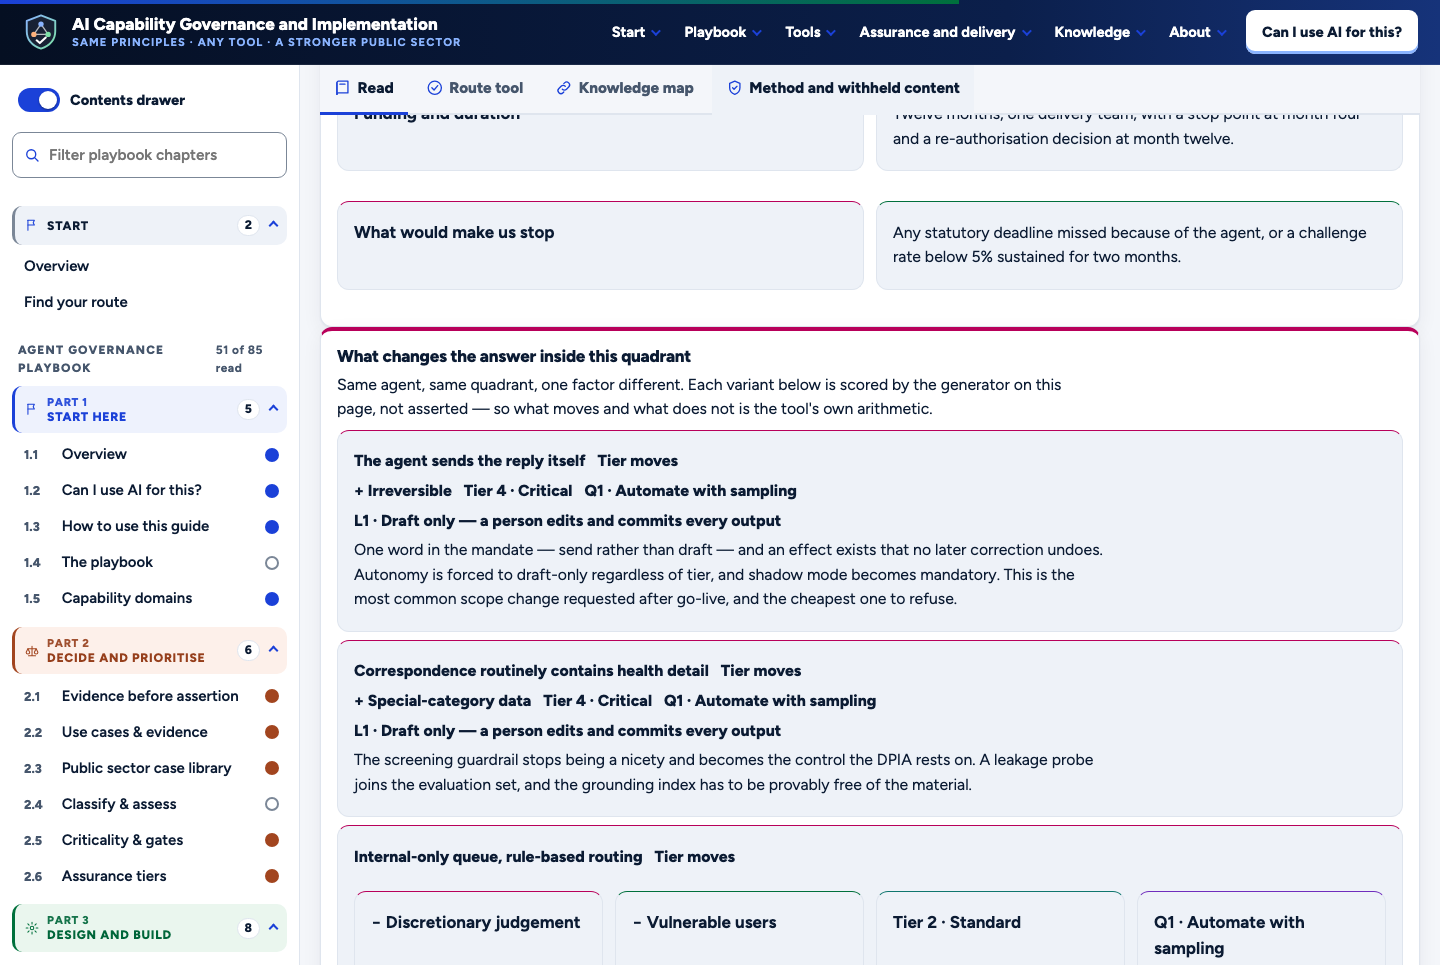 AI Capability Governance and Implementation
SAME PRINCIPLES · ANY TOOL · A STRONGER PUBLIC SECTOR
Start
Playbook
Tools
Assurance and delivery
Knowledge
About
Can I use AI for this?
Contents drawer
Filter playbook chapters
START
2
Overview
Find your route
AGENT GOVERNANCE PLAYBOOK
51 of 85 read
PART 1
START HERE
5
1.1 Overview
1.2 Can I use AI for this?
1.3 How to use this guide
1.4 The playbook
1.5 Capability domains
PART 2
DECIDE AND PRIORITISE
6
2.1 Evidence before assertion
2.2 Use cases & evidence
2.3 Public sector case library
2.4 Classify & assess
2.5 Criticality & gates
2.6 Assurance tiers
PART 3
DESIGN AND BUILD
8
Read
Route tool
Knowledge map
Method and withheld content
Funding and duration
Twelve months, one delivery team, with a stop point at month four
and a re-authorisation decision at month twelve.
What would make us stop
Any statutory deadline missed because of the agent, or a challenge
rate below 5% sustained for two months.
What changes the answer inside this quadrant
Same agent, same quadrant, one factor different. Each variant below is scored by the generator on this
page, not asserted — so what moves and what does not is the tool's own arithmetic.
The agent sends the reply itself Tier moves
+ Irreversible Tier 4 · Critical Q1 · Automate with sampling
L1 · Draft only — a person edits and commits every output
One word in the mandate — send rather than draft — and an effect exists that no later correction undoes.
Autonomy is forced to draft-only regardless of tier, and shadow mode becomes mandatory. This is the
most common scope change requested after go-live, and the cheapest one to refuse.
Correspondence routinely contains health detail Tier moves
+ Special-category data Tier 4 · Critical Q1 · Automate with sampling
L1 · Draft only — a person edits and commits every output
The screening guardrail stops being a nicety and becomes the control the DPIA rests on. A leakage probe
joins the evaluation set, and the grounding index has to be provably free of the material.
Internal-only queue, rule-based routing Tier moves
− Discretionary judgement
− Vulnerable users
Tier 2 · Standard
Q1 · Automate with
sampling